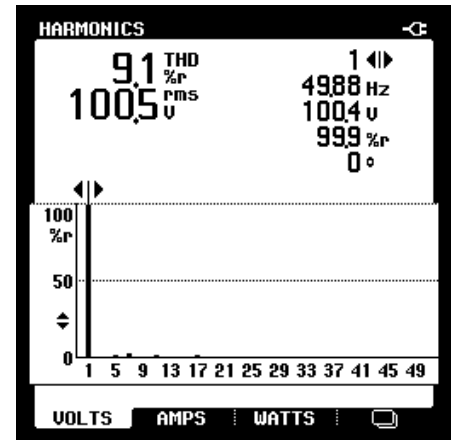 HARMONICS
9.1 THD %r
100.5 rms V
1
49.88 Hz
100.4 V
99.9 %r
0 °
100
%r
50
0
1 5 9 13 17 21 25 29 33 37 41 45 49
VOLTS AMPS WATTS